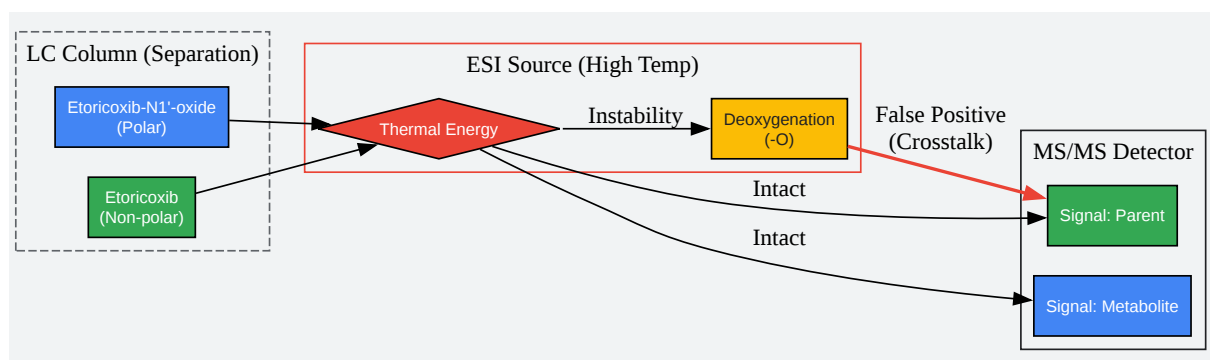 LC Column (Separation)
Etoricoxib-N1'-oxide
(Polar)
Etoricoxib
(Non-polar)
ESI Source (High Temp)
Thermal Energy
Instability
Deoxygenation
(-O)
False Positive
(Crosstalk)
Intact
Intact
MS/MS Detector
Signal: Parent
Signal: Metabolite